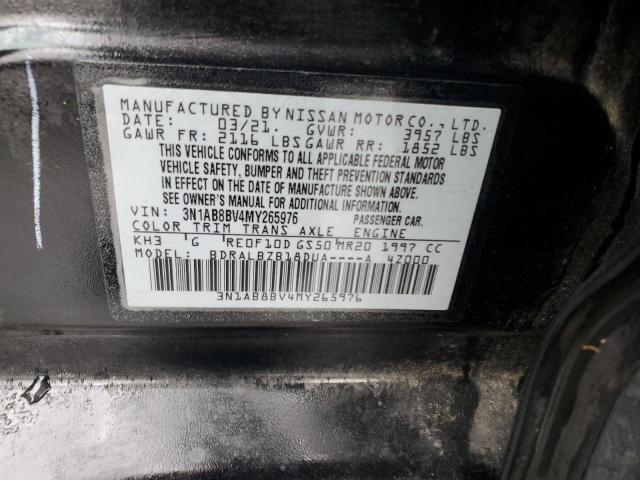 MANUFACTURED BY NISSAN MOTOR CO., LTD.
DATE: 03/21. GVWR: 3957 LBS
GAWR FR: 2116 LBS GAWR RR: 1852 LBS
THIS VEHICLE CONFORMS TO ALL APPLICABLE FEDERAL MOTOR
VEHICLE SAFETY, BUMPER AND THEFT PREVENTION STANDARDS
IN EFFECT ON THE DATE OF MANUFACTURE SHOWN ABOVE.
SEE OWNER'S MANUAL FOR ADDITIONAL INFORMATION.
VIN: 3N1AB8BV4MY265976 PASSENGER CAR.
COLOR TRIM TRANS AXLE ENGINE
KH3 G RE0F10D GS50 MR20 1997 CC
BDRALBZB18DUA----A 4Z000
3N1AB8BV4MY265976